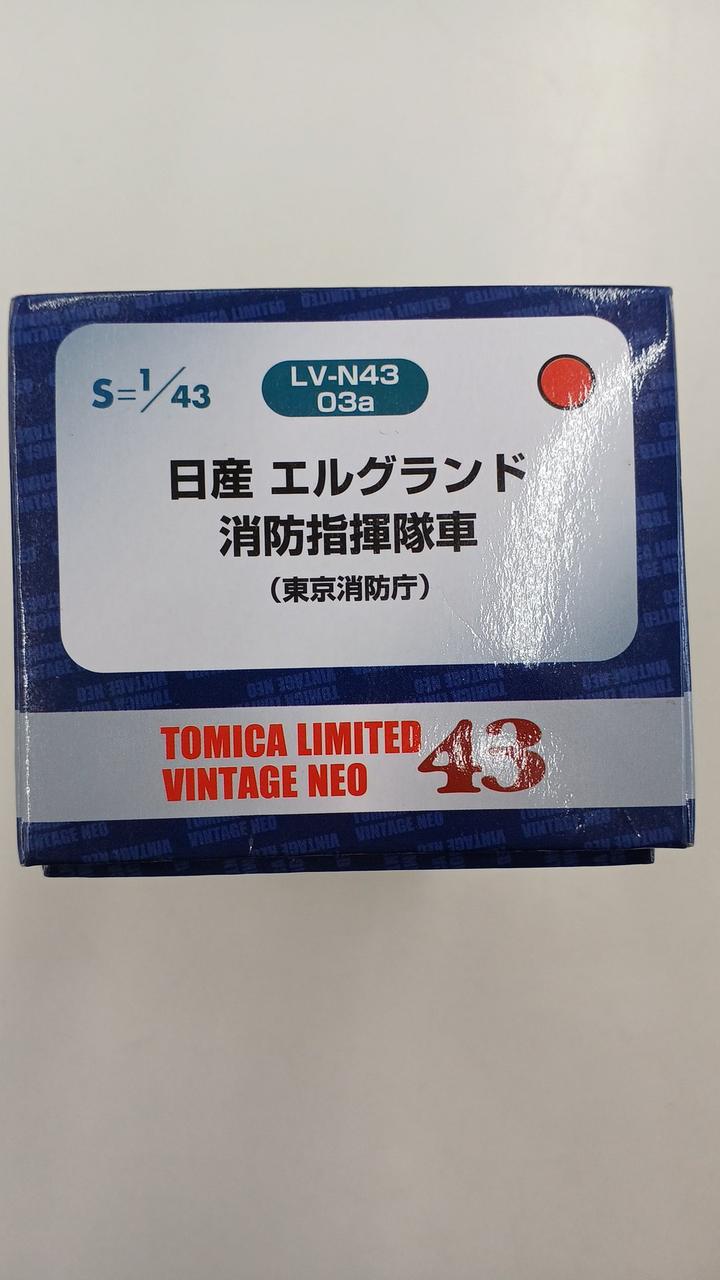 S=1/43
LV-N43
03a
日産 エルグランド
消防指揮隊車
（東京消防庁）
TOMICA LIMITED
VINTAGE NEO
43